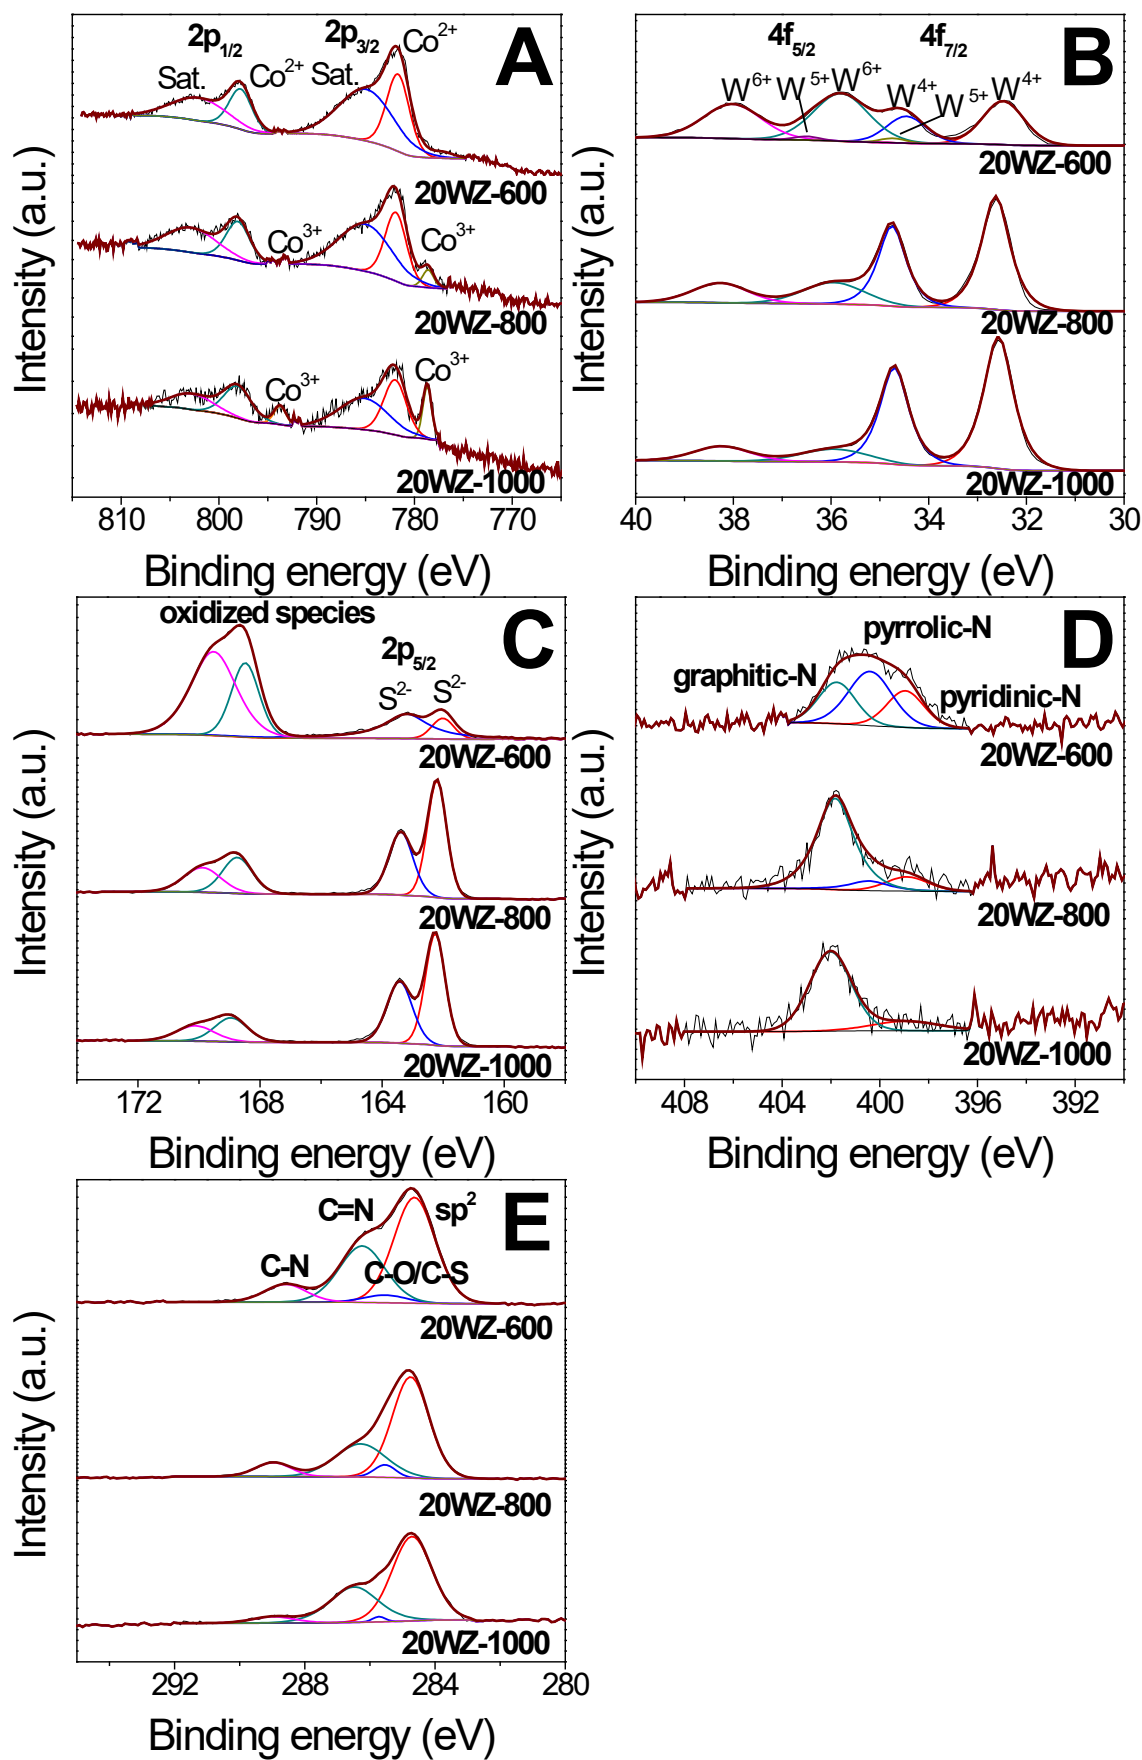 A
2p1/2
2p3/2
Co2+
Sat.
Co2+
Sat.
20WZ-600
Co3+
Co3+
20WZ-800
Co3+
Co3+
20WZ-1000
Intensity (a.u.)
Intensity (a.u.)
810 800 790 780 770
Binding energy (eV)
B
4f5/2
4f7/2
W6+ W5+ W6+ W4+ W5+ W4+
20WZ-600
20WZ-800
20WZ-1000
Intensity (a.u.)
Intensity (a.u.)
40 38 36 34 32 30
Binding energy (eV)
C
oxidized species
2p5/2
S2- S2-
20WZ-600
20WZ-800
20WZ-1000
Intensity (a.u.)
172 168 164 160
Binding energy (eV)
D
pyrrolic-N
graphitic-N
pyridinic-N
20WZ-600
20WZ-800
20WZ-1000
408 404 400 396 392
Binding energy (eV)
E
C=N
sp2
C-N
C-O/C-S
20WZ-600
20WZ-800
20WZ-1000
Intensity (a.u.)
292 288 284 280
Binding energy (eV)